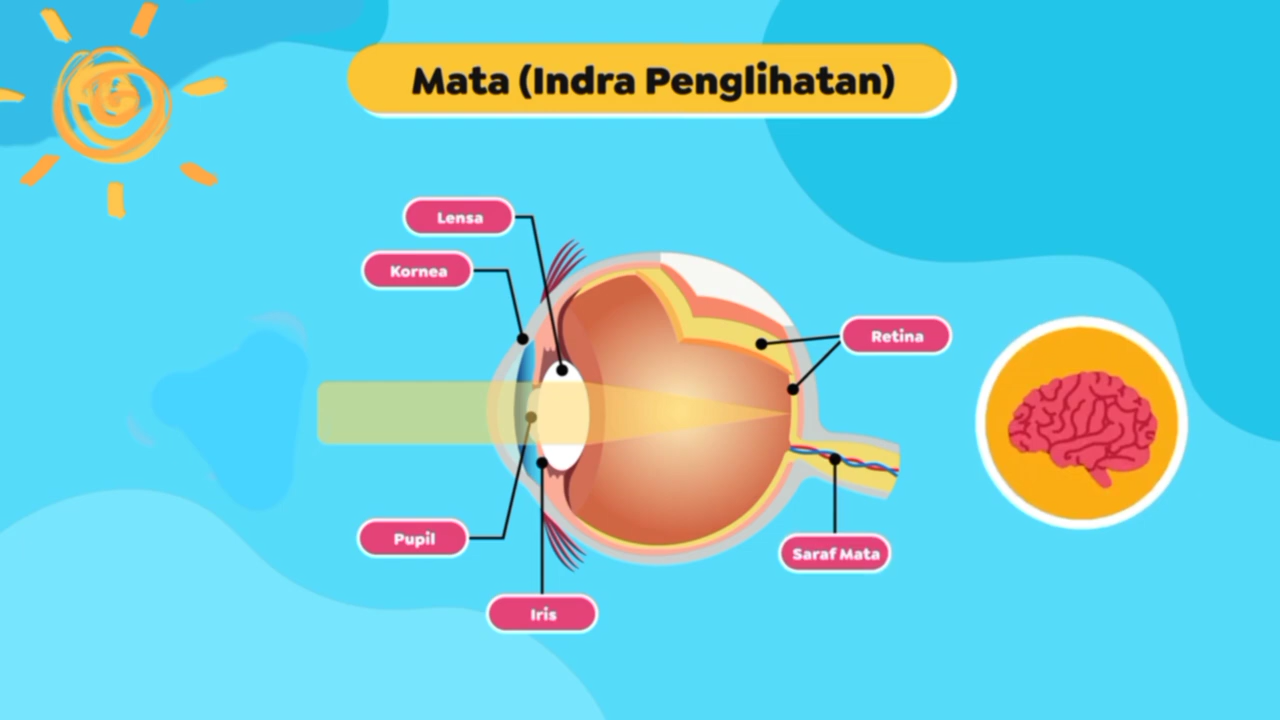 Mata (Indra Penglihatan)
Lensa
Kornea
Retina
Pupil
Saraf Mata
Iris